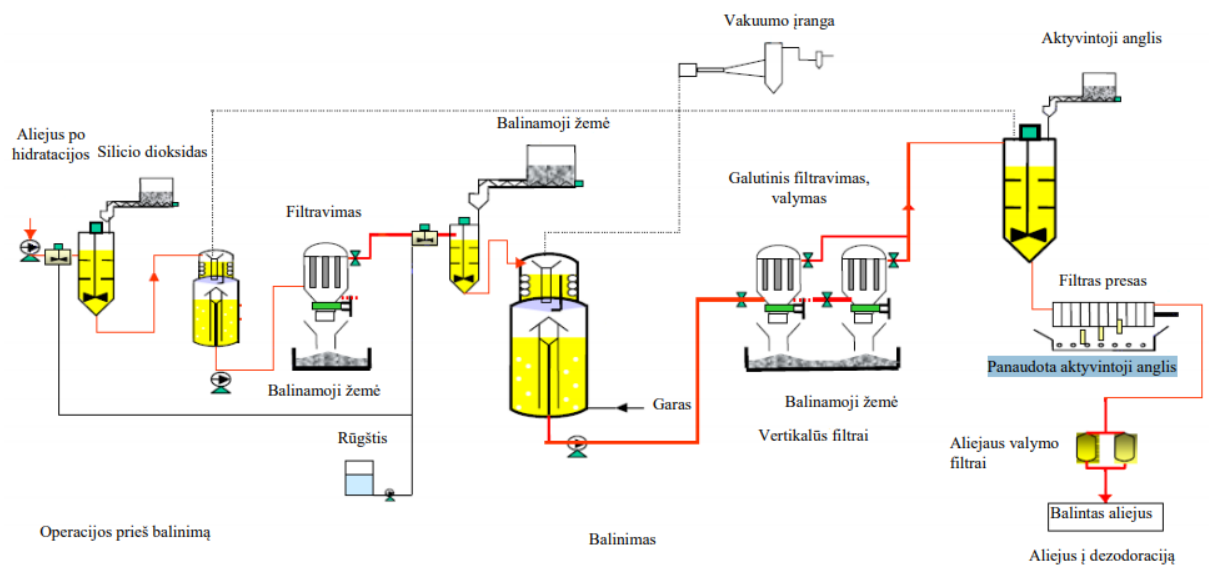 Vakuumo įranga
Aktyvintoji anglis
Balinamoji žemė
Aliejus po
hidratacijos
Silicio dioksidas
Filtravimas
Galutinis filtravimas,
valymas
Filtras presas
Panaudota aktyvintoji anglis
Balinamoji žemė
Garas
Balinamoji žemė
Vertikalūs filtrai
Rūgštis
Aliejaus valymo
filtrai
Balintas aliejus
Operacijos prieš balinimą
Balinimas
Aliejus į dezodoraciją